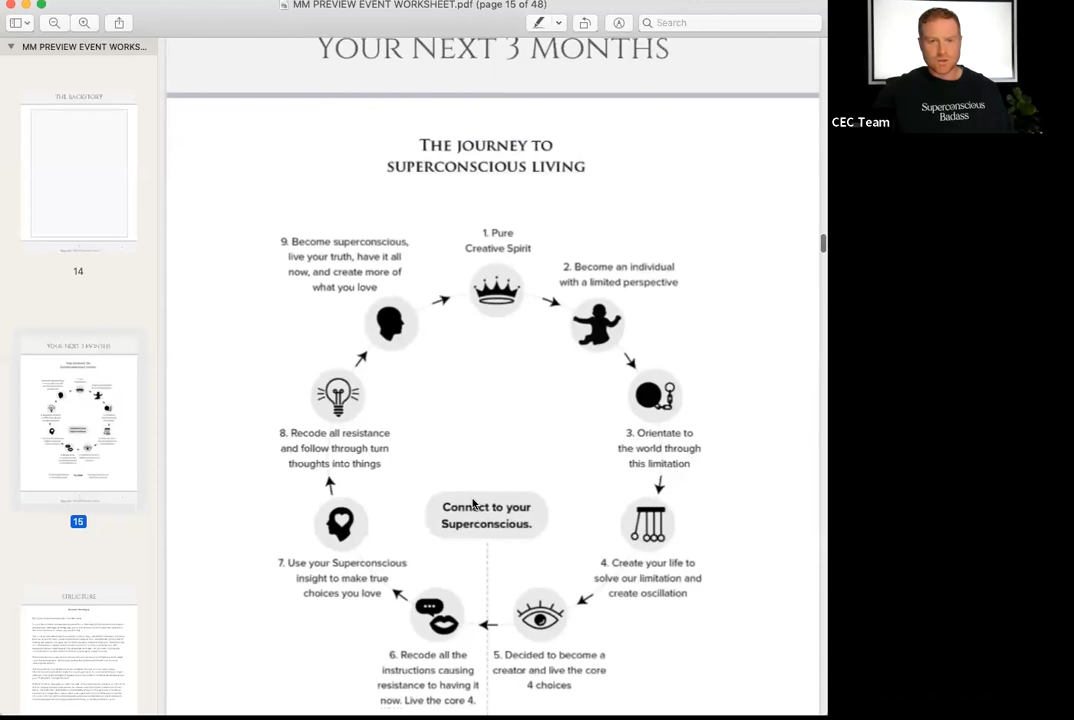 MM PREVIEW EVENT WORKSHEET.pdf (page 15 of 48)
Search
MM PREVIEW EVENT WORKS...
THE BACKSTORY
14
YOUR NEXT 3 MONTHS
15
STRUCTURE
YOUR NEXT 3 MONTHS
THE JOURNEY TO
SUPERCONSCIOUS LIVING
1. Pure
Creative Spirit
2. Become an individual
with a limited perspective
3. Orientate to
the world through
this limitation
4. Create your life to
solve our limitation and
create oscillation
5. Decided to become a
creator and live the core
4 choices
6. Recode all the
instructions causing
resistance to having it
now. Live the core 4.
7. Use your Superconscious
insight to make true
choices you love
8. Recode all resistance
and follow through turn
thoughts into things
9. Become superconscious,
live your truth, have it all
now, and create more of
what you love
Connect to your
Superconscious.
Superconscious
Badass
CEC Team